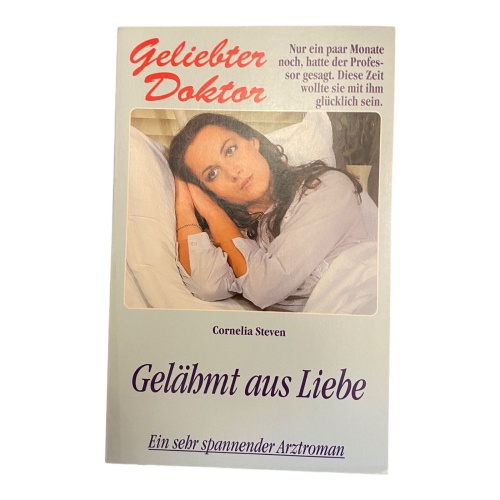 Geliebter
Doktor
Nur ein paar Monate
noch, hatte der Profes-
sor gesagt. Diese Zeit
wollte sie mit ihm
glücklich sein.
Cornelia Steven
Gelähmt aus Liebe
Ein sehr spannender Arztroman